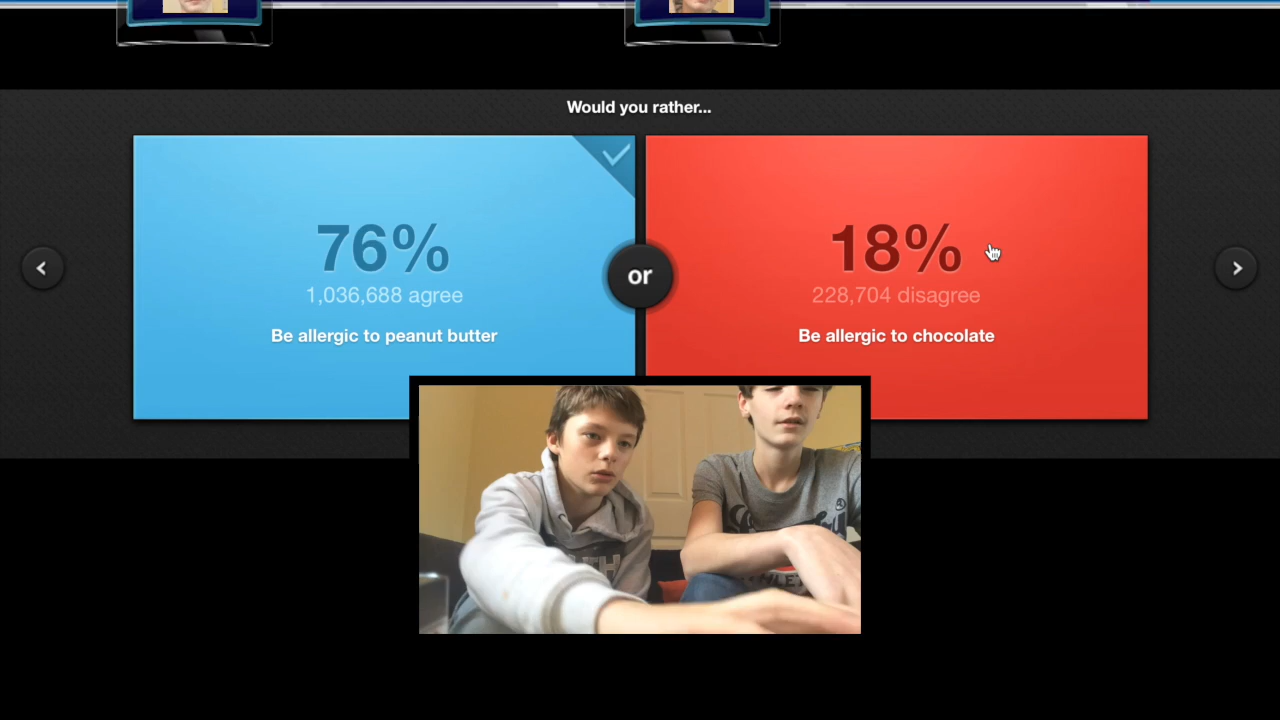 Would you rather...
76%
18%
or
1,036,688 agree
228,704 disagree
Be allergic to peanut butter
Be allergic to chocolate